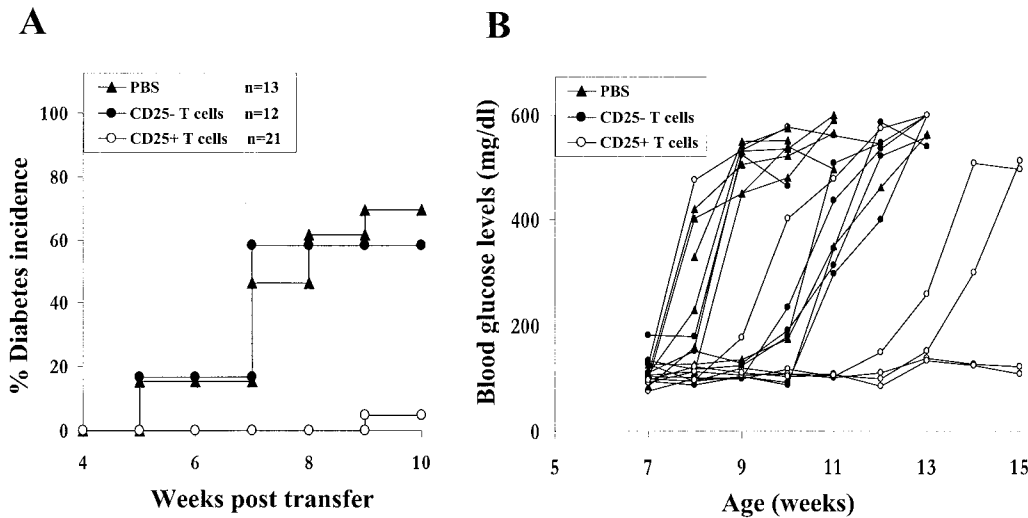 A
PBS n=13
CD25- T cells n=12
CD25+ T cells n=21
100
80
60
40
20
0
% Diabetes incidence
4 6 8 10
Weeks post transfer
B
PBS
CD25- T cells
CD25+ T cells
600
400
200
0
Blood glucose levels (mg/dl)
5 7 9 11 13 15
Age (weeks)